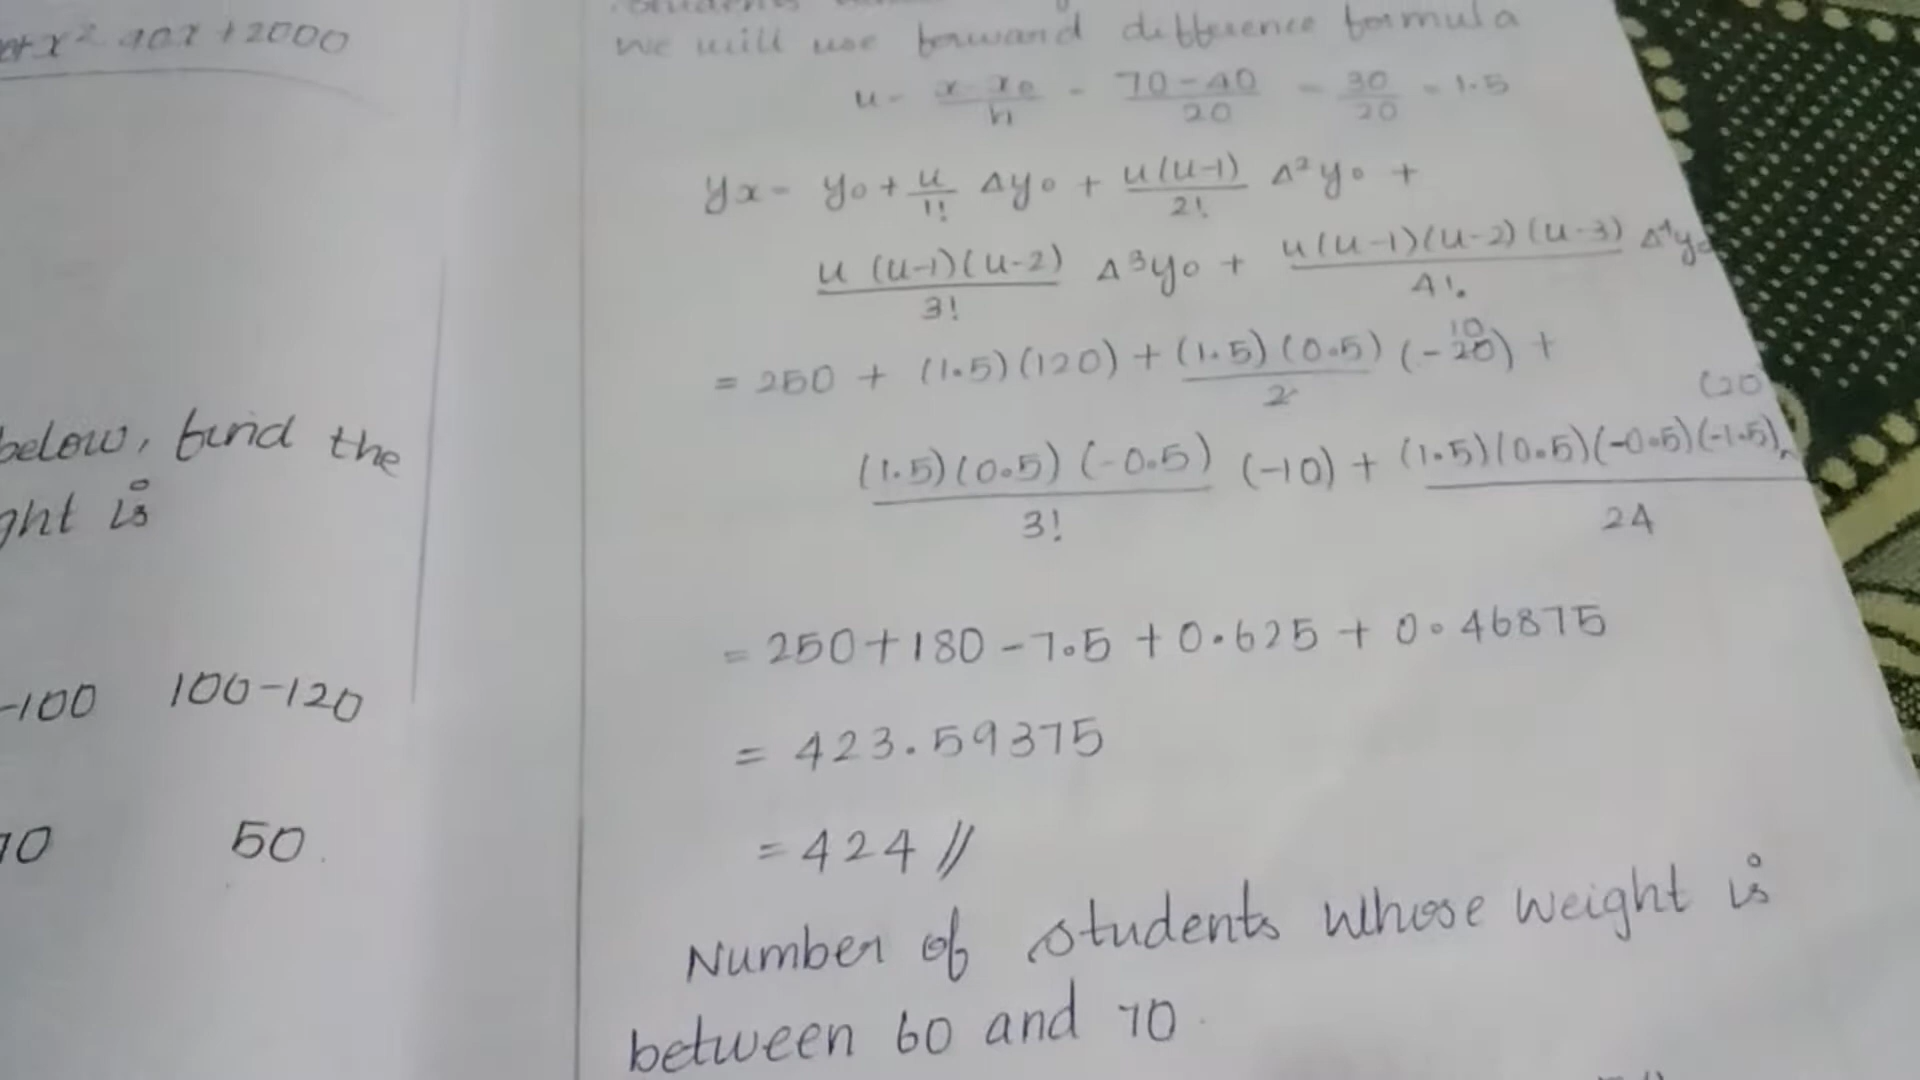 x² 10x + 2000
below, find the
ght is
-100 100-120
70 50
we will use forward difference formula
u = x - x0 / h = 70 - 40 / 20 = 30 / 20 = 1.5
yx = y0 + u/1! Δy0 + u(u-1)/2! Δ²y0 +
u(u-1)(u-2)/3! Δ³y0 + u(u-1)(u-2)(u-3)/4! Δ⁴y0
= 250 + (1.5)(120) + (1.5)(0.5)/2 (-20) +
(1.5)(0.5)(-0.5)/3! (-10) + (1.5)(0.5)(-0.5)(-1.5)/24 (20
= 250 + 180 - 7.5 + 0.625 + 0.46875
= 423.59375
= 424 //
Number of students whose weight is
between 60 and 70